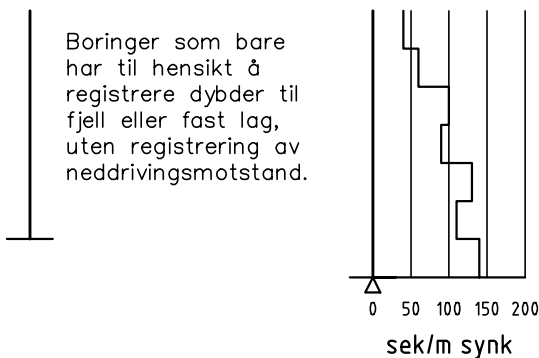 Boringer som bare
har til hensikt å
registrere dybder til
fjell eller fast lag,
uten registrering av
neddrivingsmotstand.
0 50 100 150 200
sek/m synk